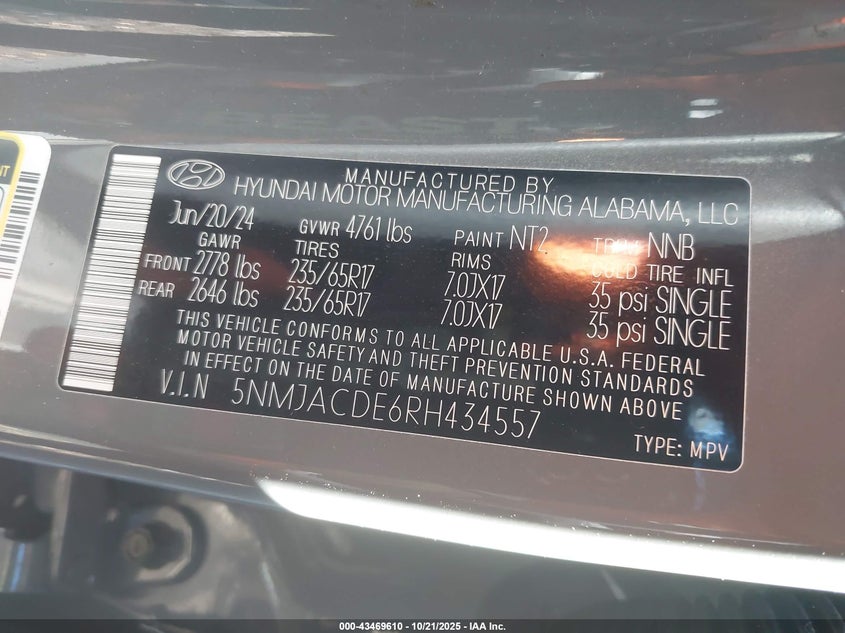 MANUFACTURED BY
HYUNDAI MOTOR MANUFACTURING ALABAMA, LLC
Jun/20/24 GVWR 4761 lbs PAINT NT2 TRIM NNB
GAWR TIRES RIMS COLD TIRE INFL
FRONT 2778 lbs 235/65R17 7.0JX17 35 psi SINGLE
REAR 2646 lbs 235/65R17 7.0JX17 35 psi SINGLE
THIS VEHICLE CONFORMS TO ALL APPLICABLE U.S.A. FEDERAL
MOTOR VEHICLE SAFETY AND THEFT PREVENTION STANDARDS
IN EFFECT ON THE DATE OF MANUFACTURE SHOWN ABOVE
V.I.N 5NMJACDE6RH434557
TYPE: MPV
000-43469610 - 10/21/2025 - IAA Inc.